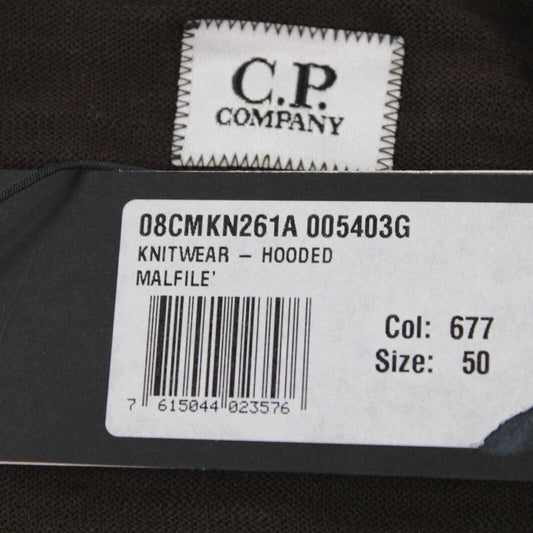 C.P.
COMPANY
08CMKN261A 005403G
KNITWEAR – HOODED
MALFILE'
Col: 677
Size: 50
7 615044 023576